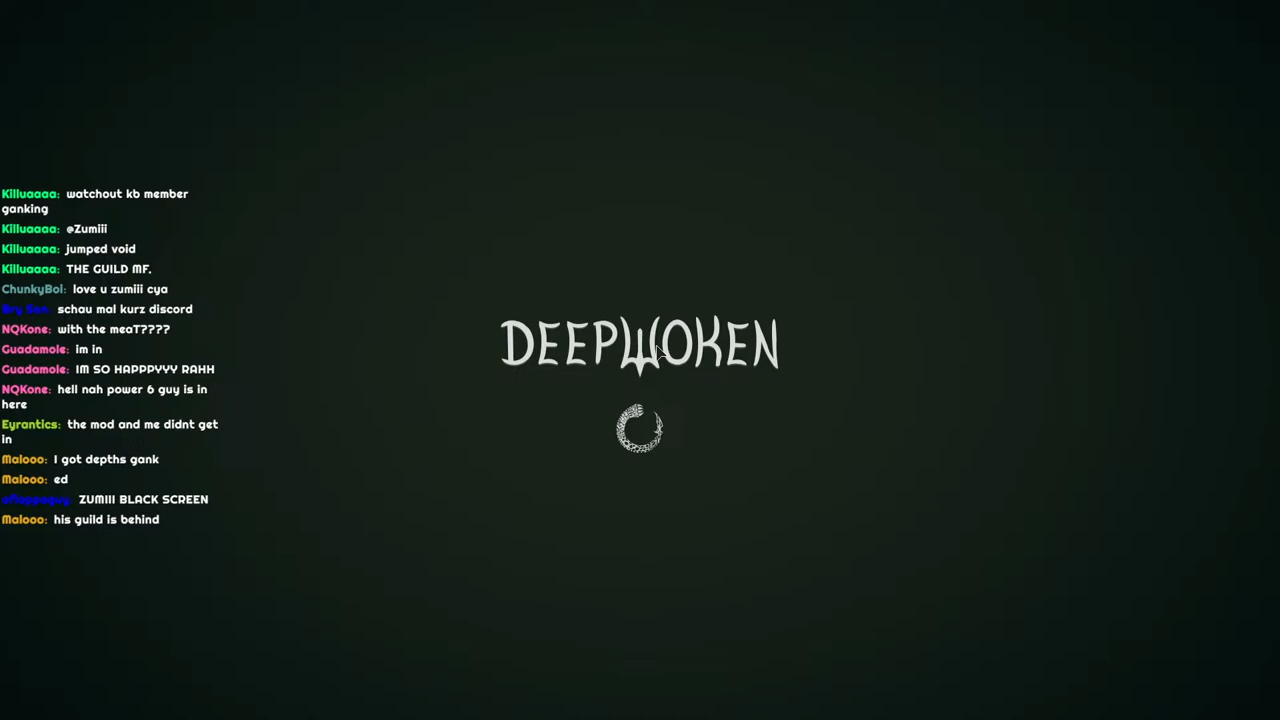 Killuaaaa: watchout kb member
ganking
Killuaaaa: @Zumiii
Killuaaaa: jumped void
Killuaaaa: THE GUILD MF,
ChunkyBoi: love u zumiii cya
schau mal kurz discord
NQKone: with the meaT????
Guadamole: im in
Guadamole: IM SO HAPPPYYY RAHH
NQKone: hell nah power 6 guy is in
here
Eyrantics: the mod and me didnt get
in
Malooo: I got depths gank
Malooo: ed
ZUMIII BLACK SCREEN
Malooo: his guild is behind
DEEPWOKEN